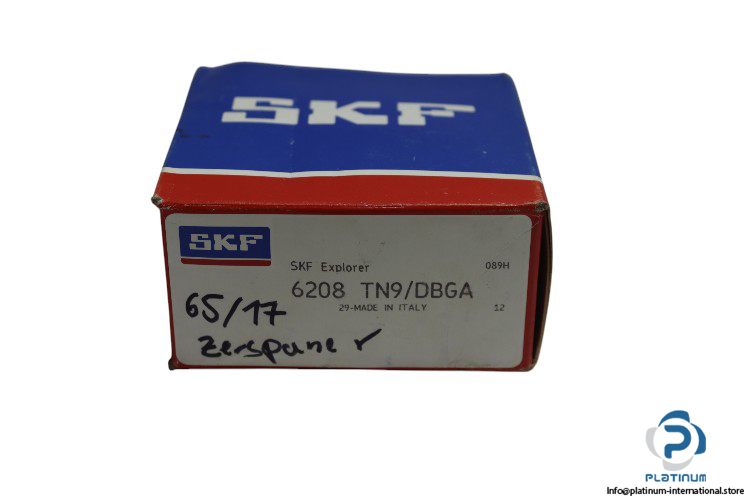 SKF
SKF
SKF Explorer 089H
6208 TN9/DBGA
29-MADE IN ITALY 12
65/17
Zerspaner
PLATINUM
Info@platinum-international.store